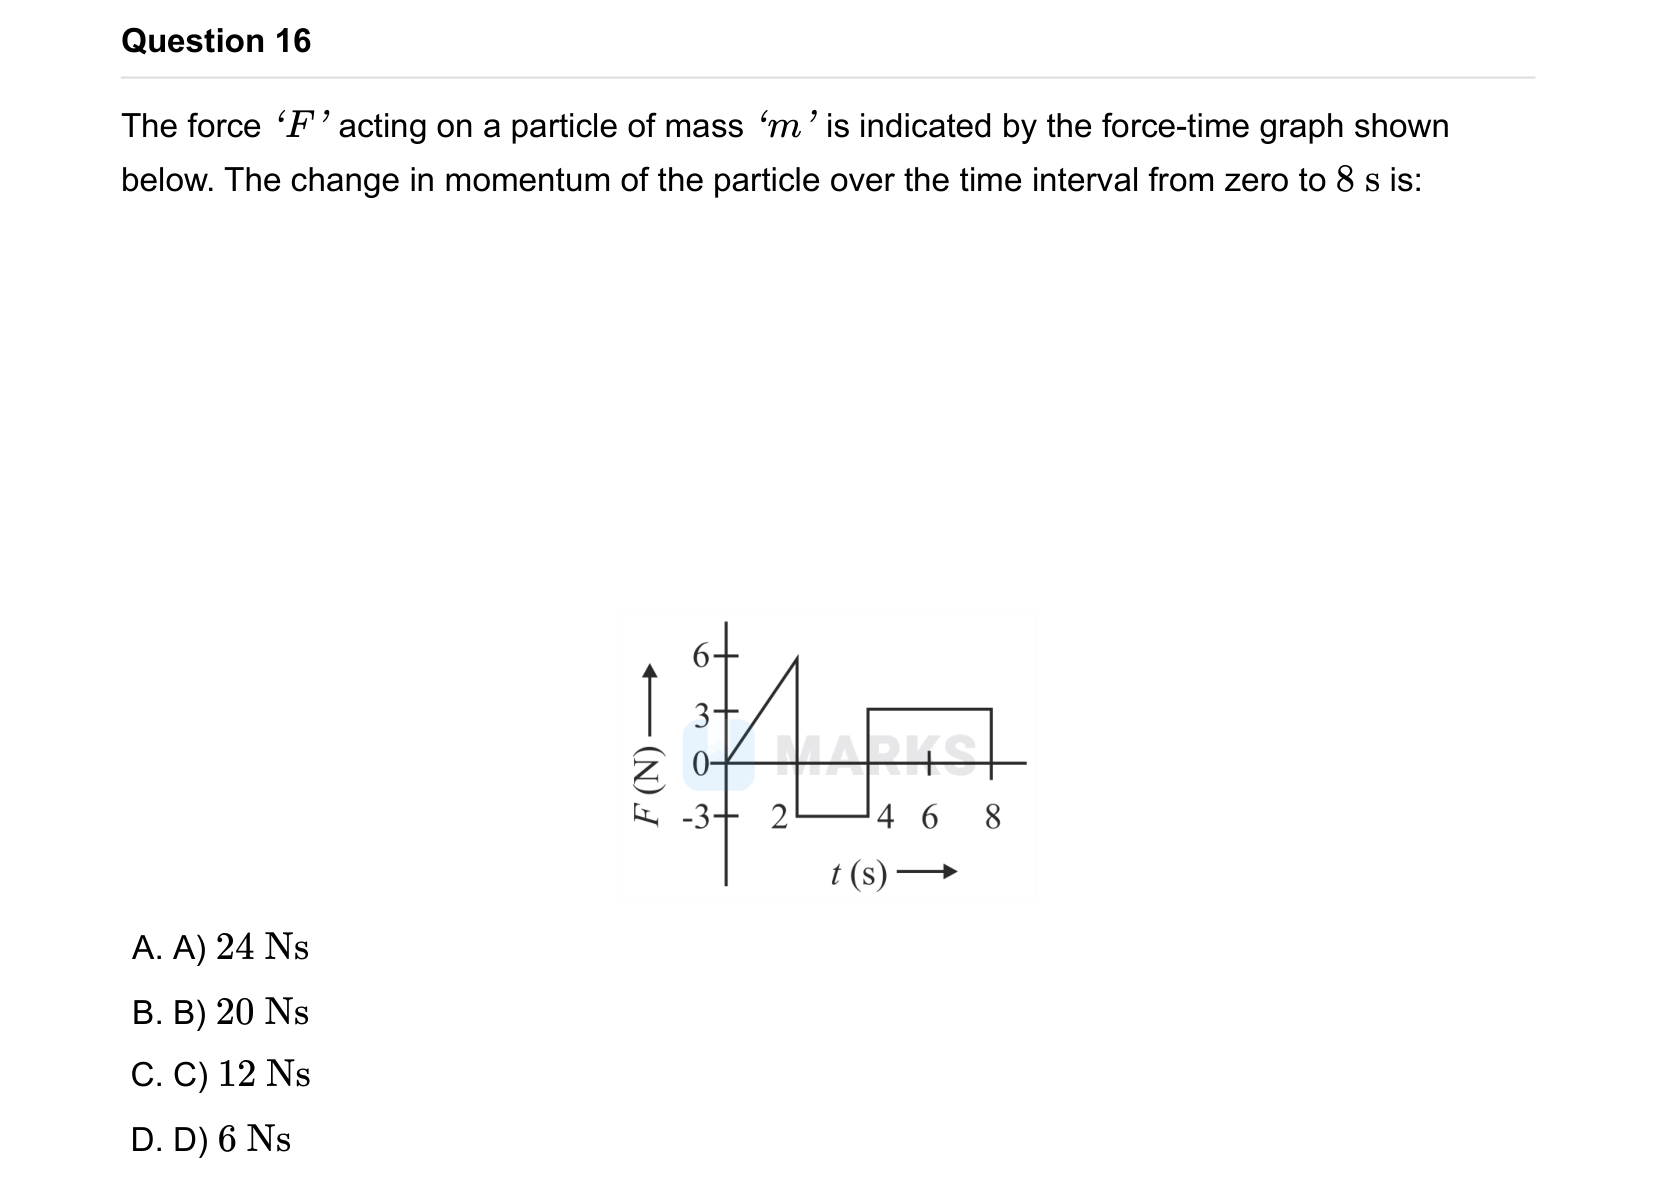 Question 16
The force ‘F’ acting on a particle of mass ‘m’ is indicated by the force-time graph shown
below. The change in momentum of the particle over the time interval from zero to 8 s is:
6
3
MARKS
0
F (N)
-3
2
4 6 8
t (s)
A. A) 24 Ns
B. B) 20 Ns
C. C) 12 Ns
D. D) 6 Ns